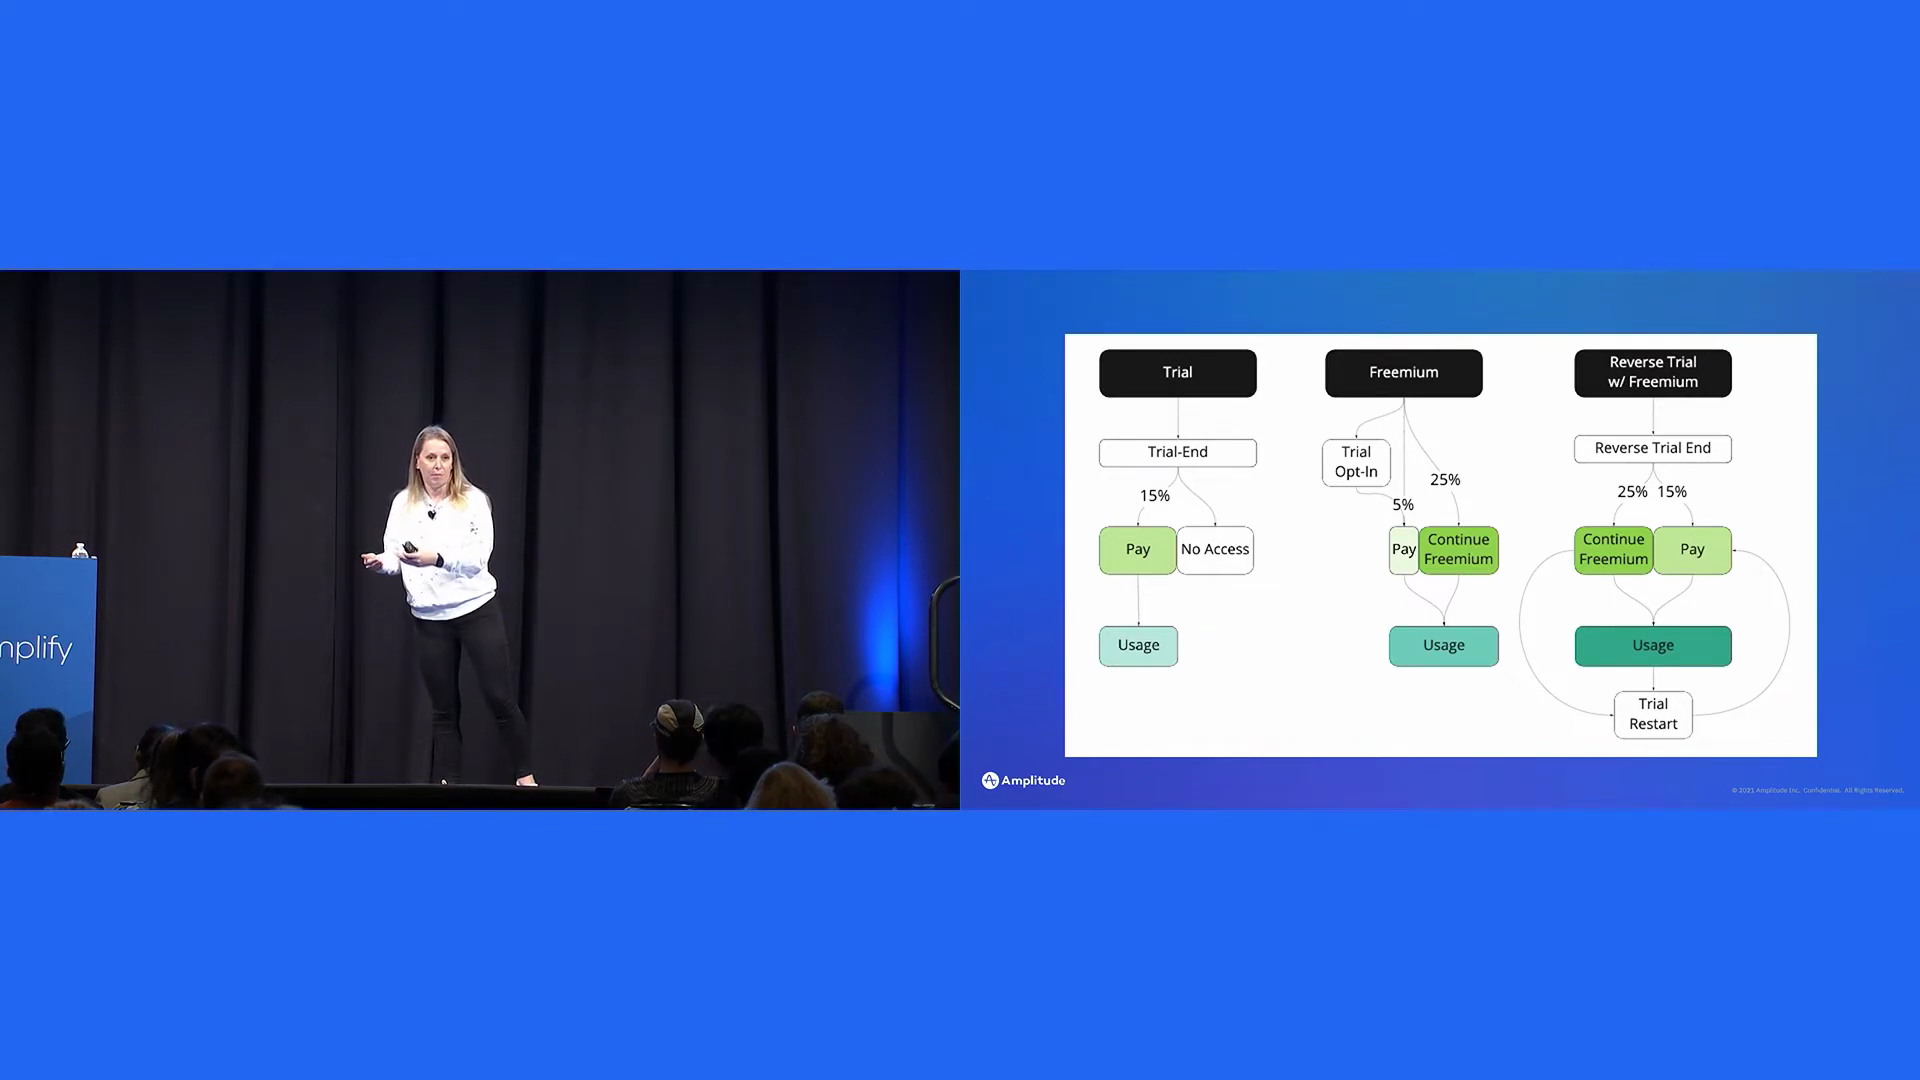 mplify
Trial
Trial-End
15%
Pay
No Access
Usage
Freemium
Trial
Opt-In
5%
25%
Pay
Continue
Freemium
Usage
Reverse Trial
w/ Freemium
Reverse Trial End
25%
15%
Continue
Freemium
Pay
Usage
Trial
Restart
Amplitude
© 2021 Amplitude Inc. Confidential. All Rights Reserved.